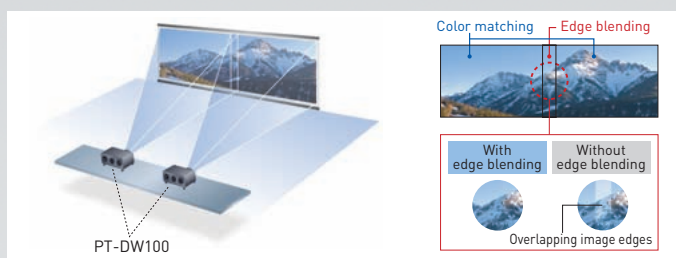 Color matching
Edge blending
With
edge blending
Without
edge blending
Overlapping image edges
PT-DW100